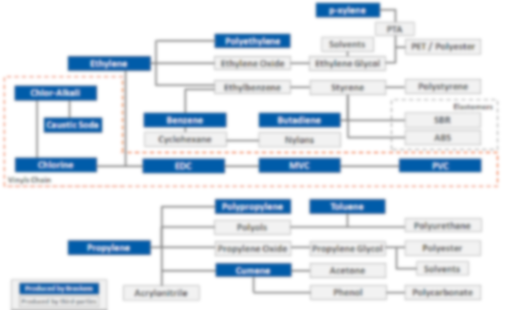 p-xylene
PTA
Polyethylene
Solvents
PET / Polyester
Ethylene
Ethylene Oxide
Ethylene Glycol
Ethylbenzene
Styrene
Polystyrene
Chlor-Alkali
Elastomers
Caustic Soda
Benzene
Butadiene
SBR
Cyclohexane
Nylons
ABS
Chlorine
EDC
MVC
PVC
Vinyls Chain
Polypropylene
Toluene
Polyols
Polyurethane
Propylene
Propylene Oxide
Propylene Glycol
Polyester
Cumene
Acetone
Solvents
Produced by Braskem
Acrylonitrile
Phenol
Polycarbonate
Produced by third-parties